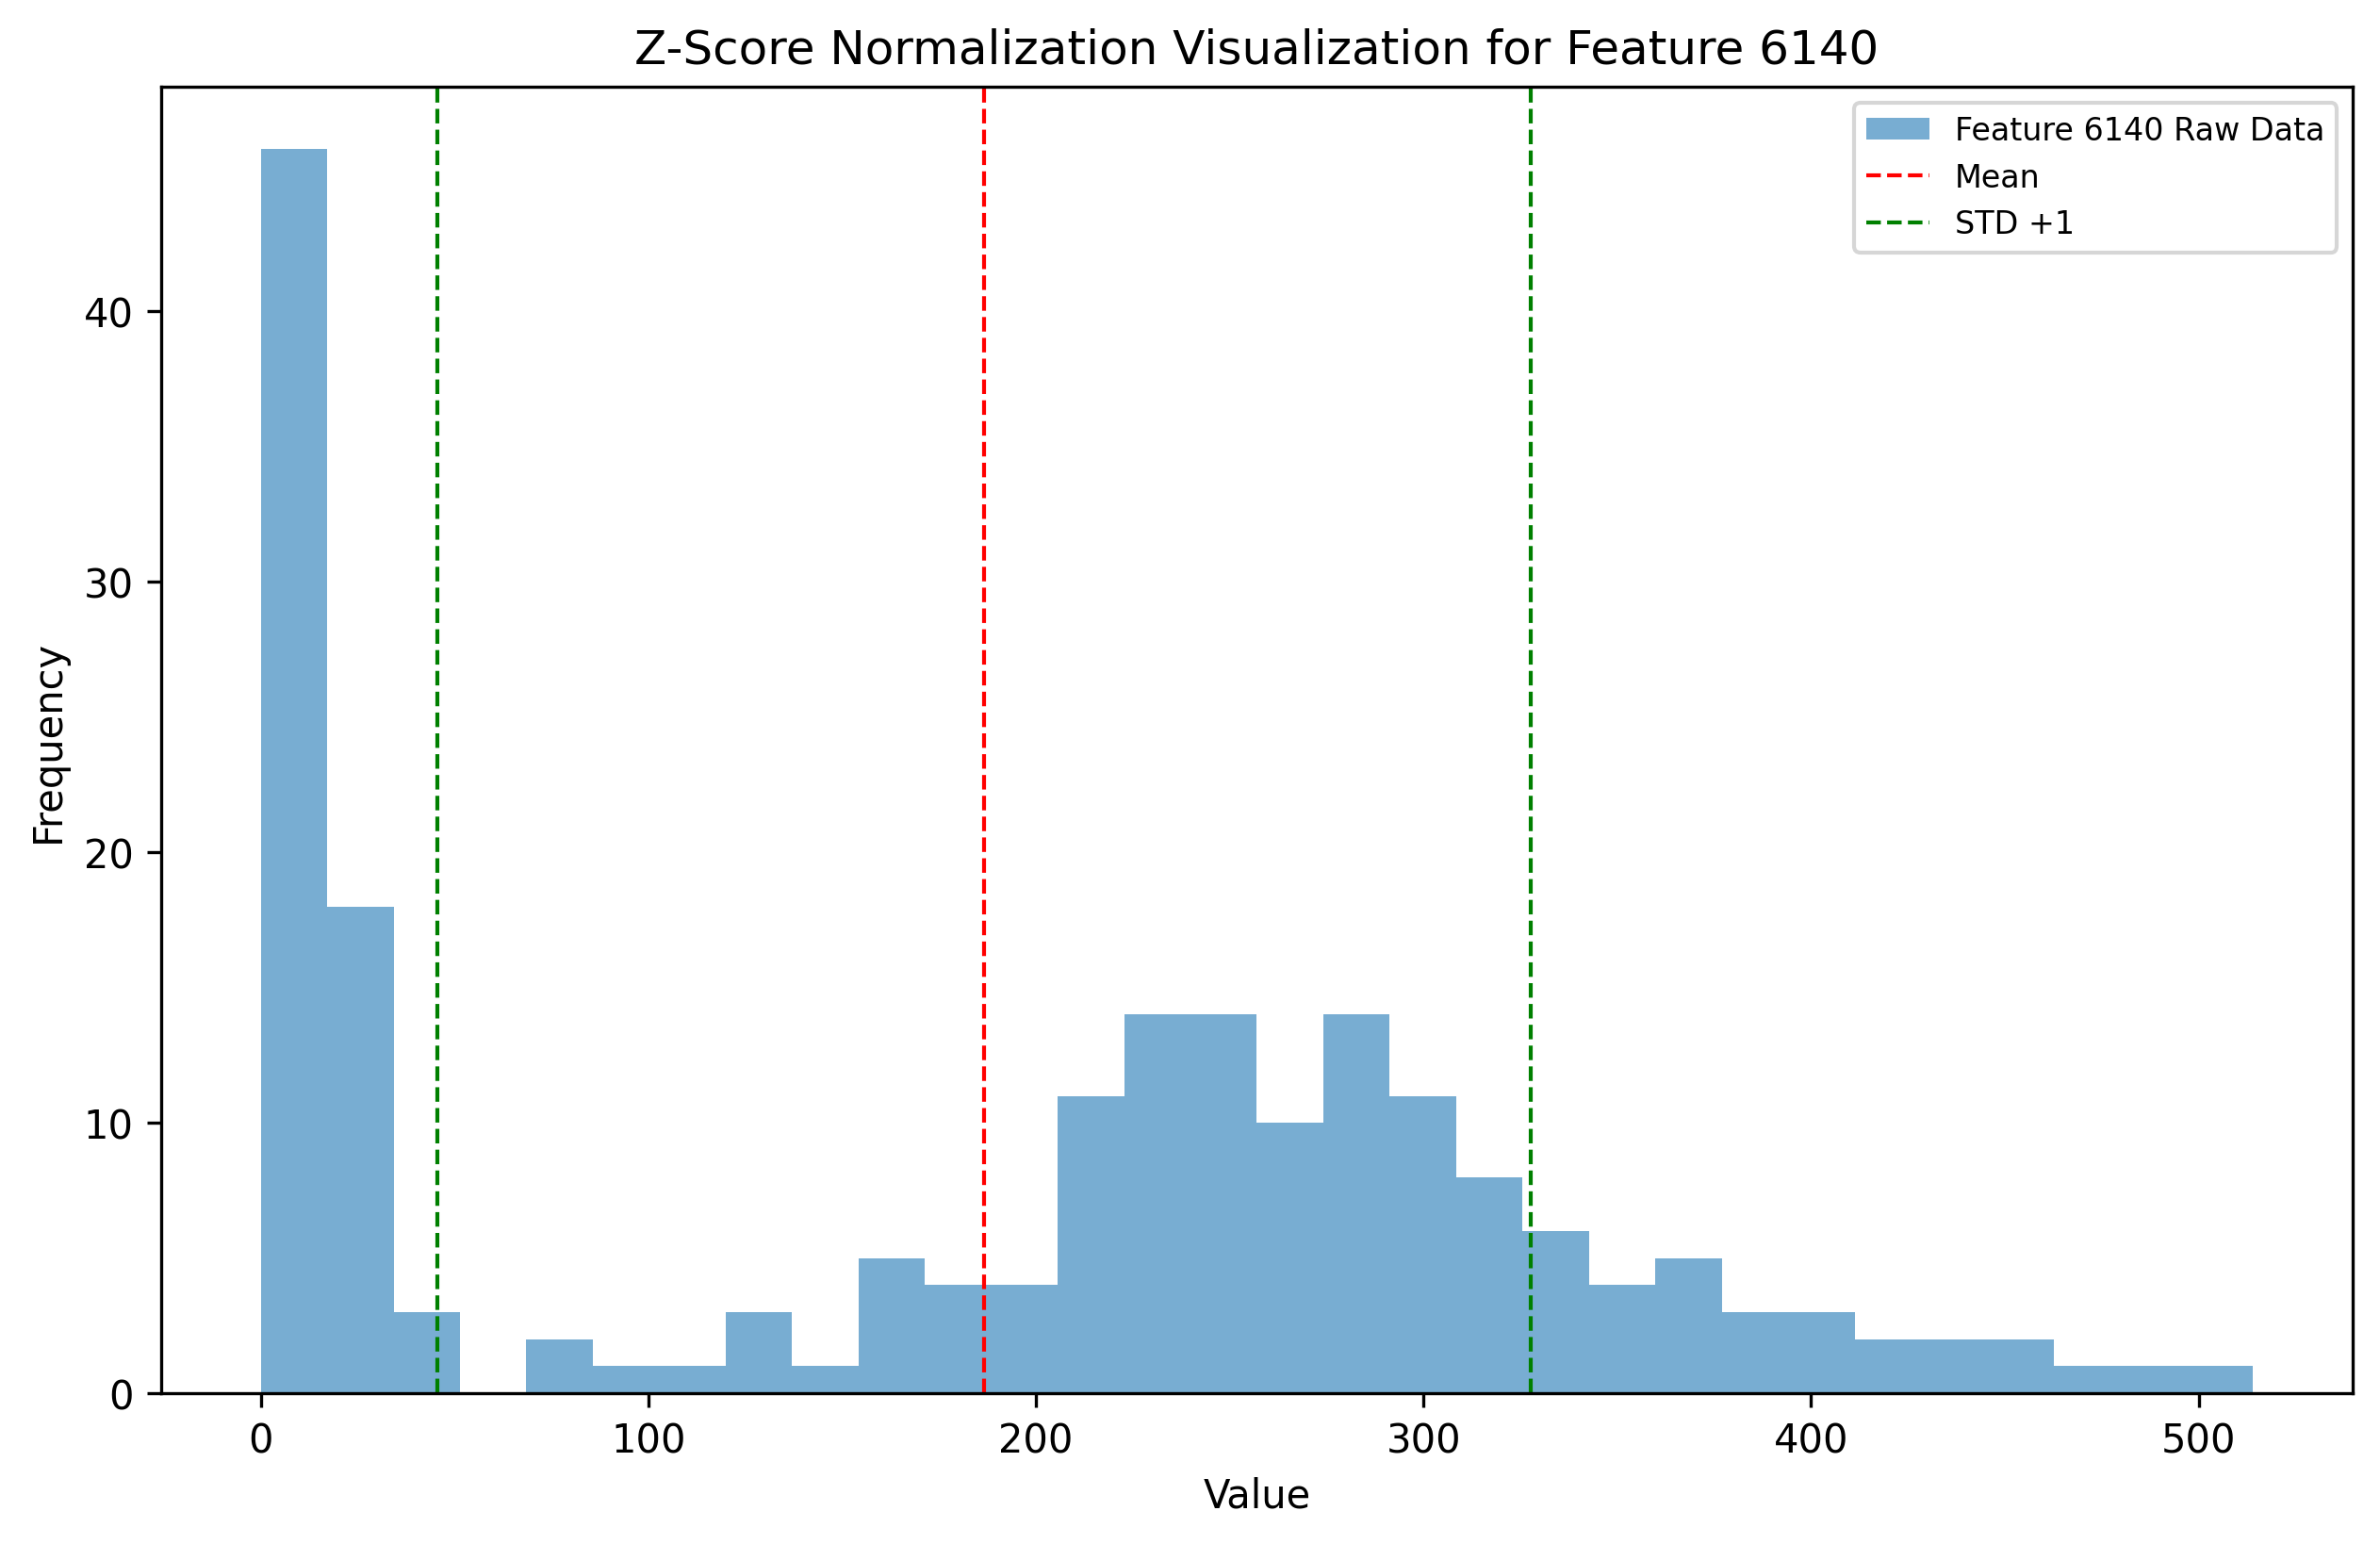 Z-Score Normalization Visualization for Feature 6140
Feature 6140 Raw Data
Mean
STD +1
40
30
20
10
0
Frequency
0 100 200 300 400 500
Value